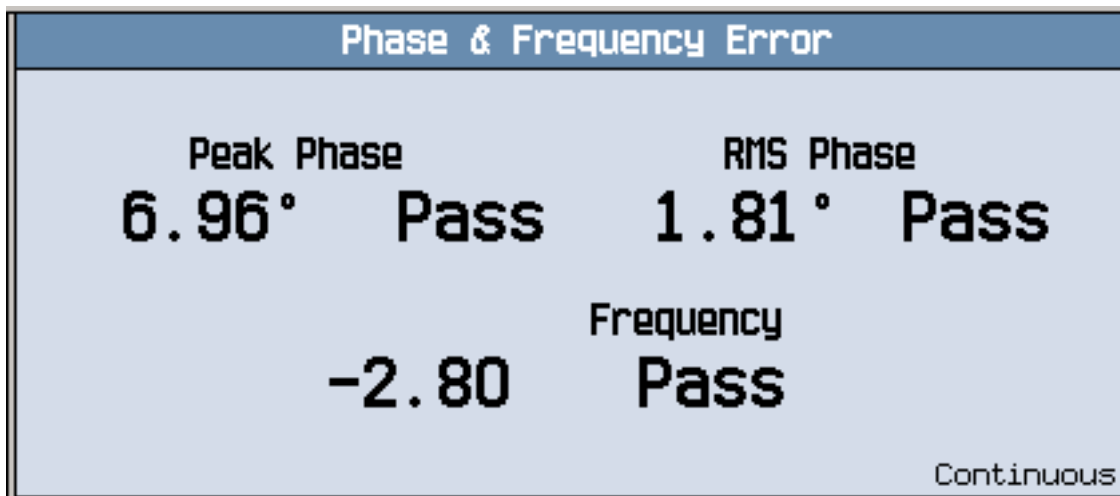 Phase & Frequency Error
Peak Phase RMS Phase
6.96° Pass 1.81° Pass
Frequency
-2.80 Pass
Continuous